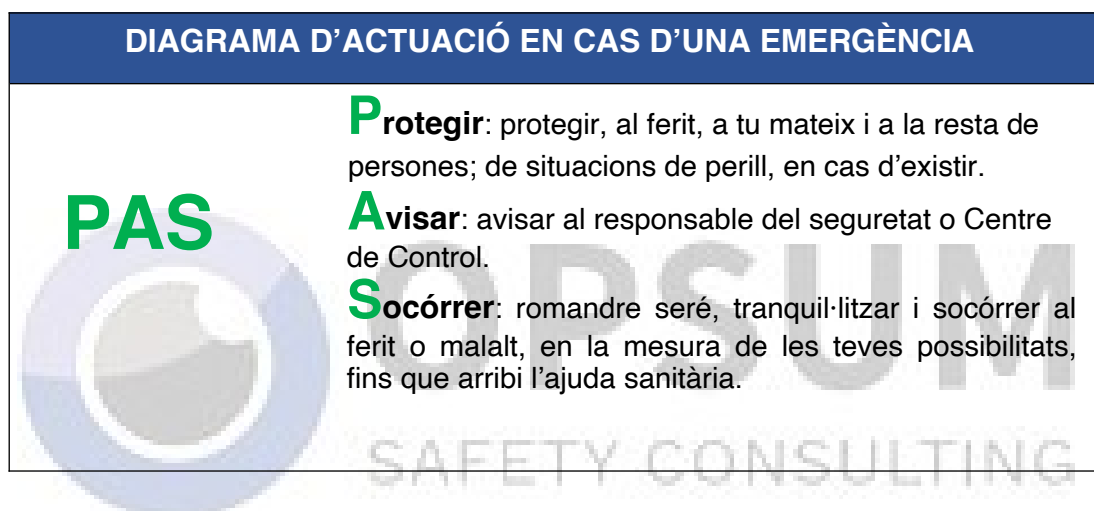 DIAGRAMA D'ACTUACIÓ EN CAS D'UNA EMERGÈNCIA
Protegir: protegir, al ferit, a tu mateix i a la resta de
persones; de situacions de perill, en cas d'existir.
PAS
Avisar: avisar al responsable del seguretat o Centre
de Control.
Socórrer: romandre seré, tranquil·litzar i socórrer al
ferit o malalt, en la mesura de les teves possibilitats,
fins que arribi l'ajuda sanitària.
OPSUM
SAFETY CONSULTING